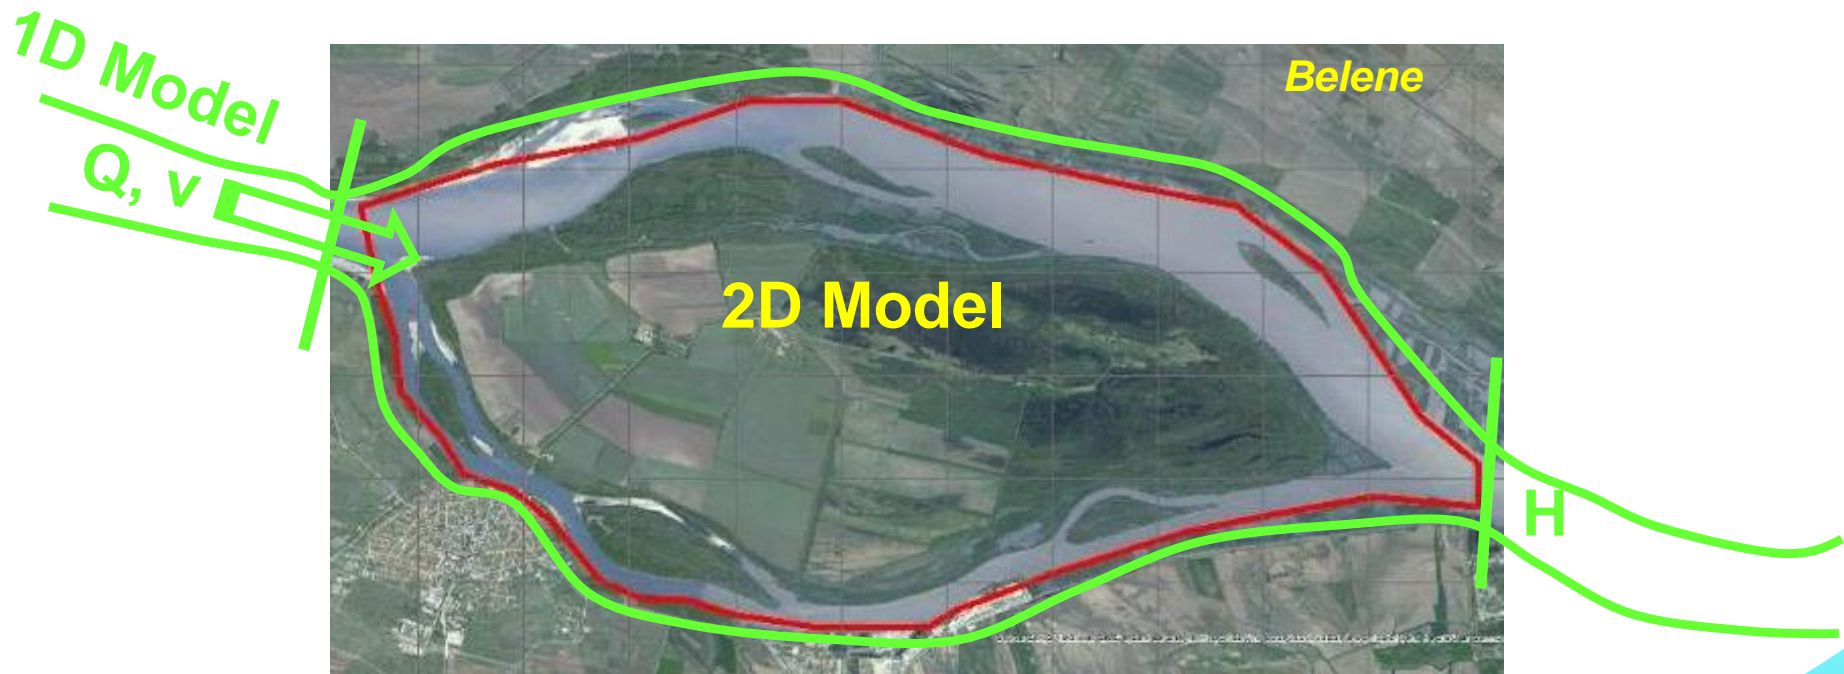 1D Model
Belene
Q, v
2D Model
H